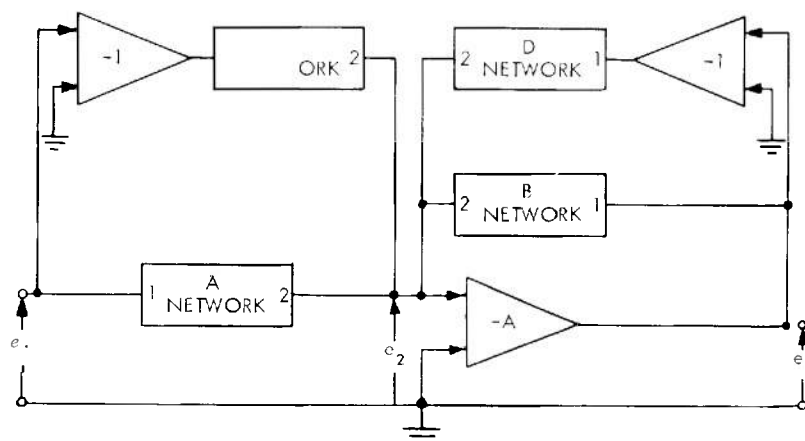 -1
ORK 2
2 D 1
NETWORK
-1
2 B 1
NETWORK
1 A 2
NETWORK
-A
e
e2
e